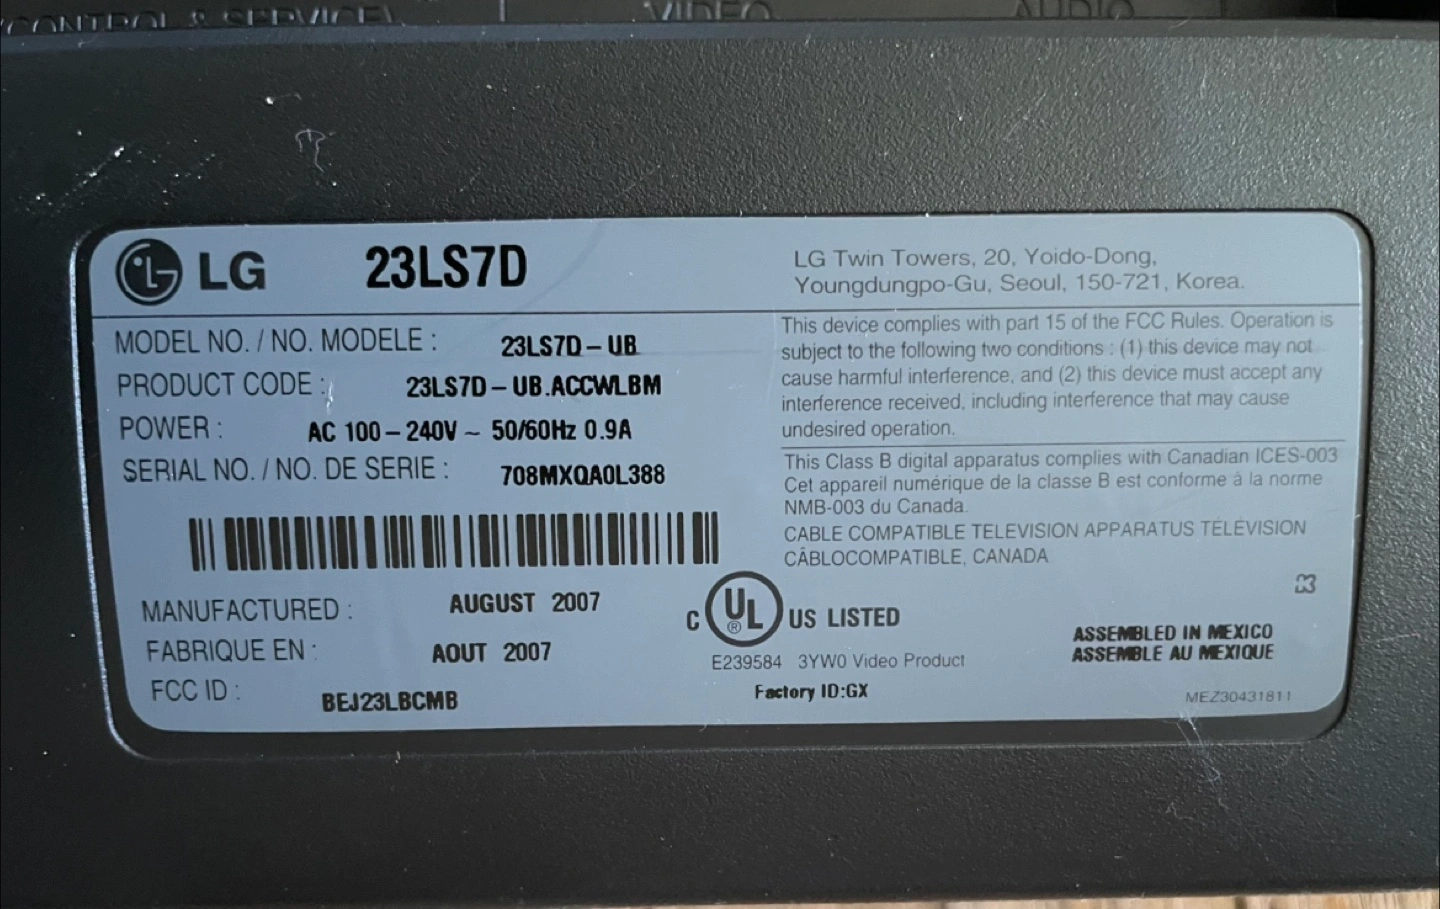 (CONTROL & SERVICE)
VIDEO
AUDIO
LG
23LS7D
LG Twin Towers, 20, Yoido-Dong,
Youngdungpo-Gu, Seoul, 150-721, Korea.
MODEL NO. / NO. MODELE : 23LS7D – UB
PRODUCT CODE : 23LS7D – UB.ACCWLBM
POWER : AC 100 – 240V ~ 50/60Hz 0.9A
SERIAL NO. / NO. DE SERIE : 708MXQA0L388
This device complies with part 15 of the FCC Rules. Operation is
subject to the following two conditions : (1) this device may not
cause harmful interference, and (2) this device must accept any
interference received, including interference that may cause
undesired operation.
This Class B digital apparatus complies with Canadian ICES-003
Cet appareil numérique de la classe B est conforme à la norme
NMB-003 du Canada.
CABLE COMPATIBLE TELEVISION APPARATUS TÉLÉVISION
CÂBLOCOMPATIBLE, CANADA
MANUFACTURED : AUGUST 2007
FABRIQUE EN : AOUT 2007
FCC ID : BEJ23LBCMB
C UL ® US LISTED
E239584 3YW0 Video Product
Factory ID:GX
ASSEMBLED IN MEXICO
ASSEMBLE AU MEXIQUE
MEZ30431811